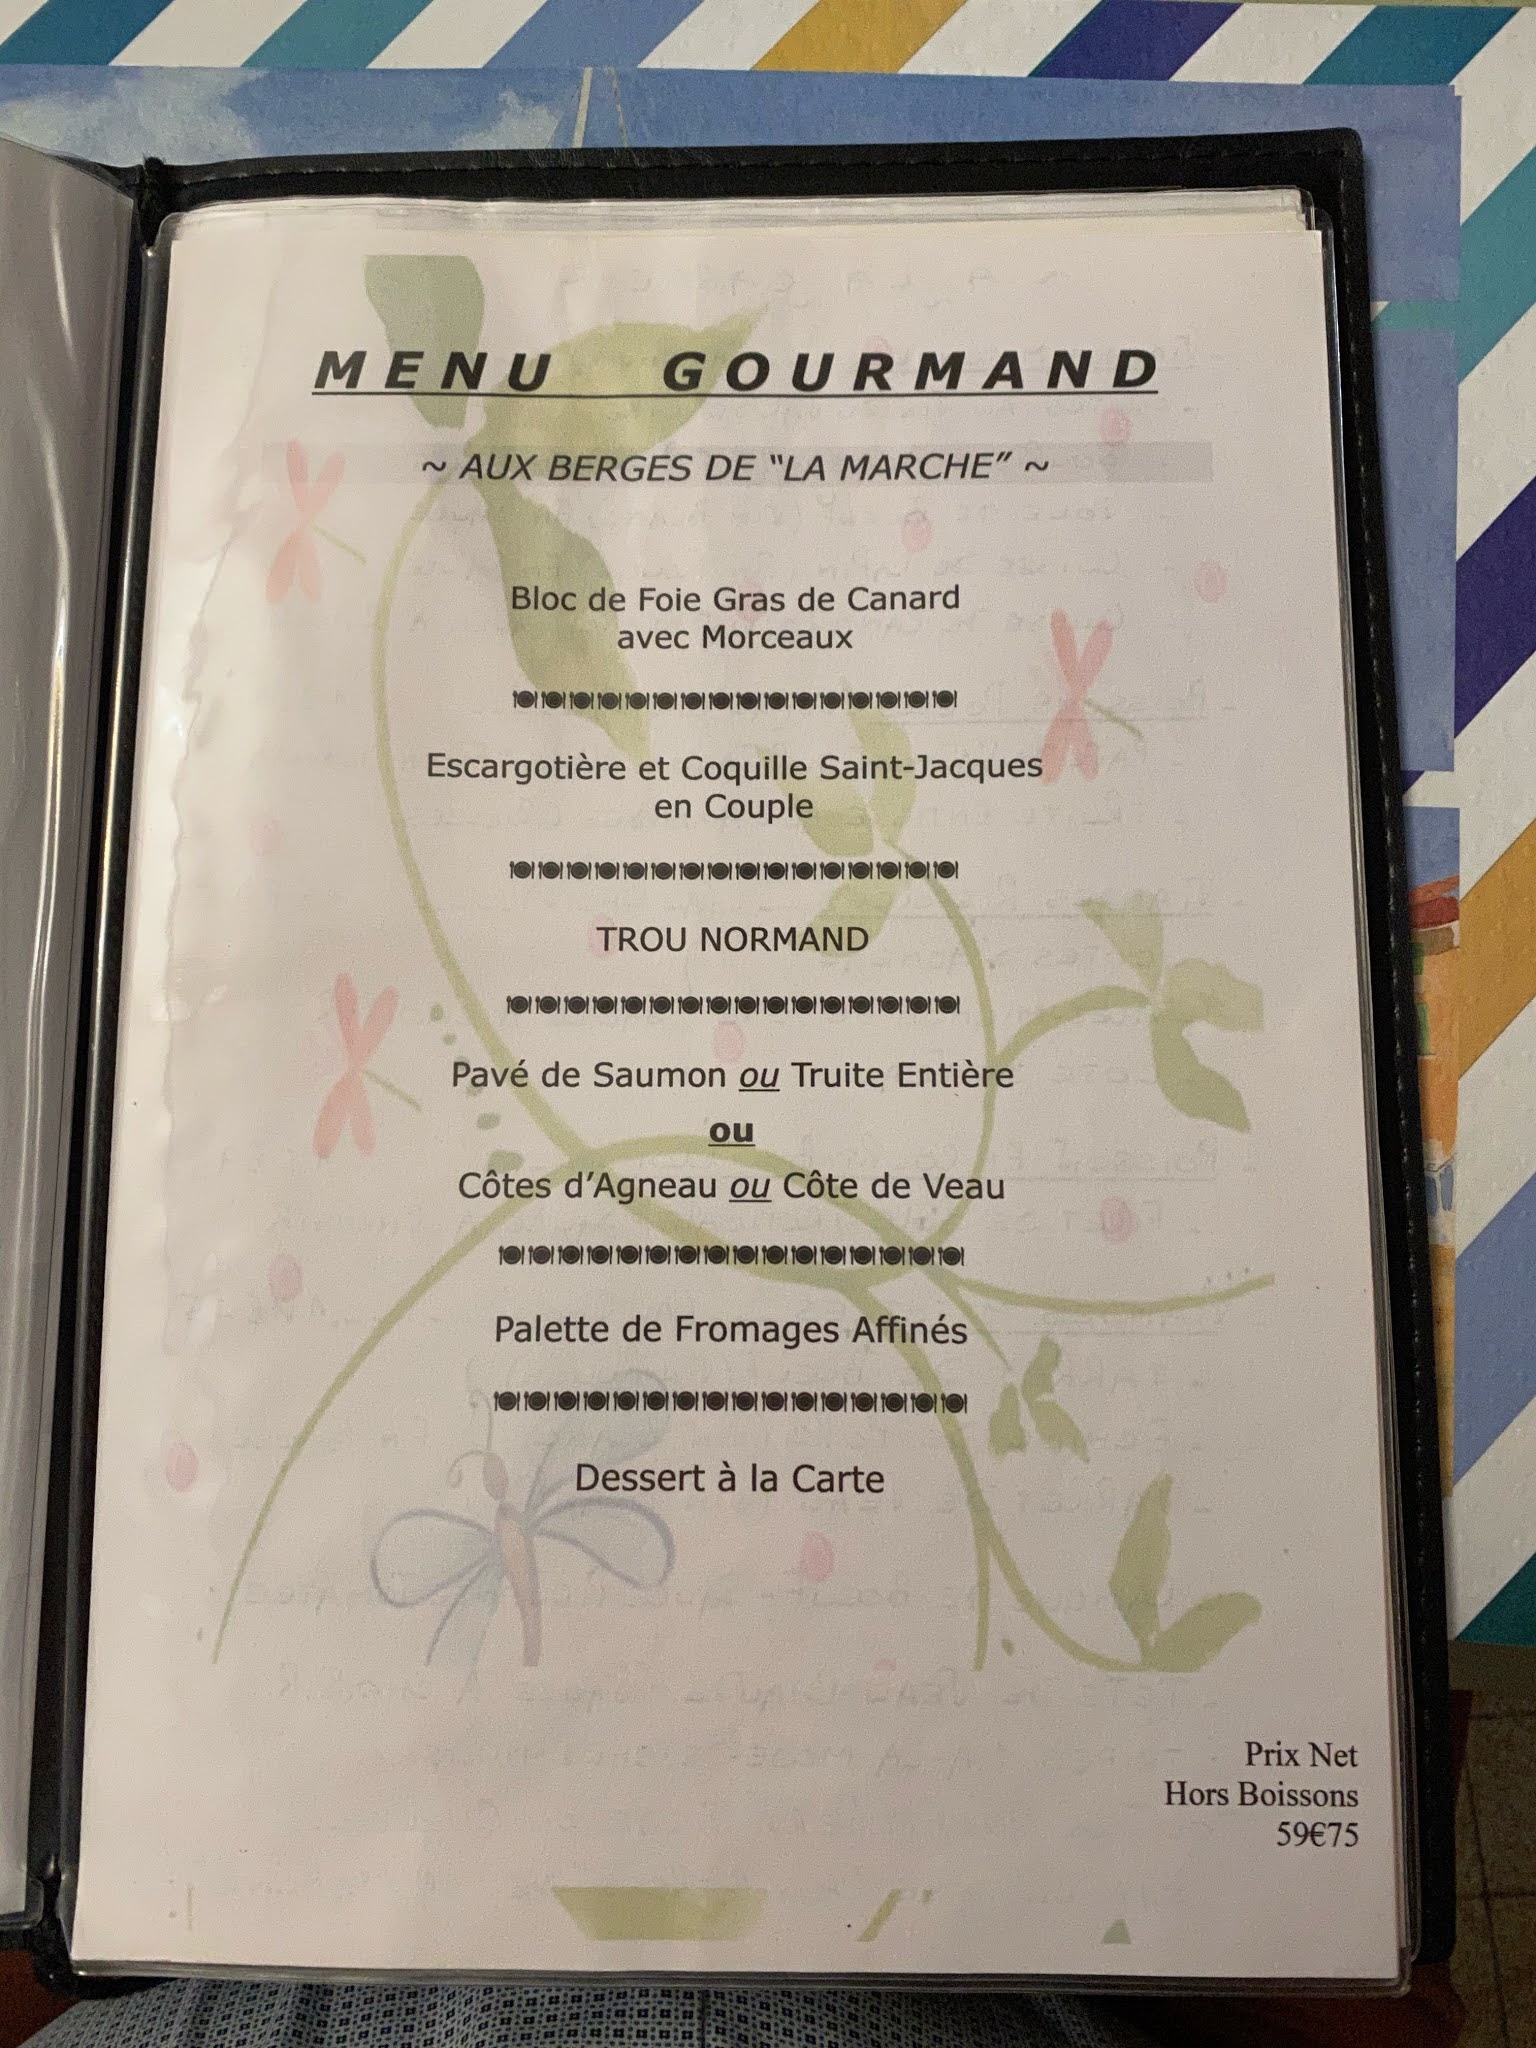 MENU GOURMAND
~ AUX BERGES DE “LA MARCHE” ~
Bloc de Foie Gras de Canard
avec Morceaux
Escargotière et Coquille Saint-Jacques
en Couple
TROU NORMAND
Pavé de Saumon ou Truite Entière
ou
Côtes d’Agneau ou Côte de Veau
Palette de Fromages Affinés
Dessert à la Carte
Prix Net
Hors Boissons
59€75